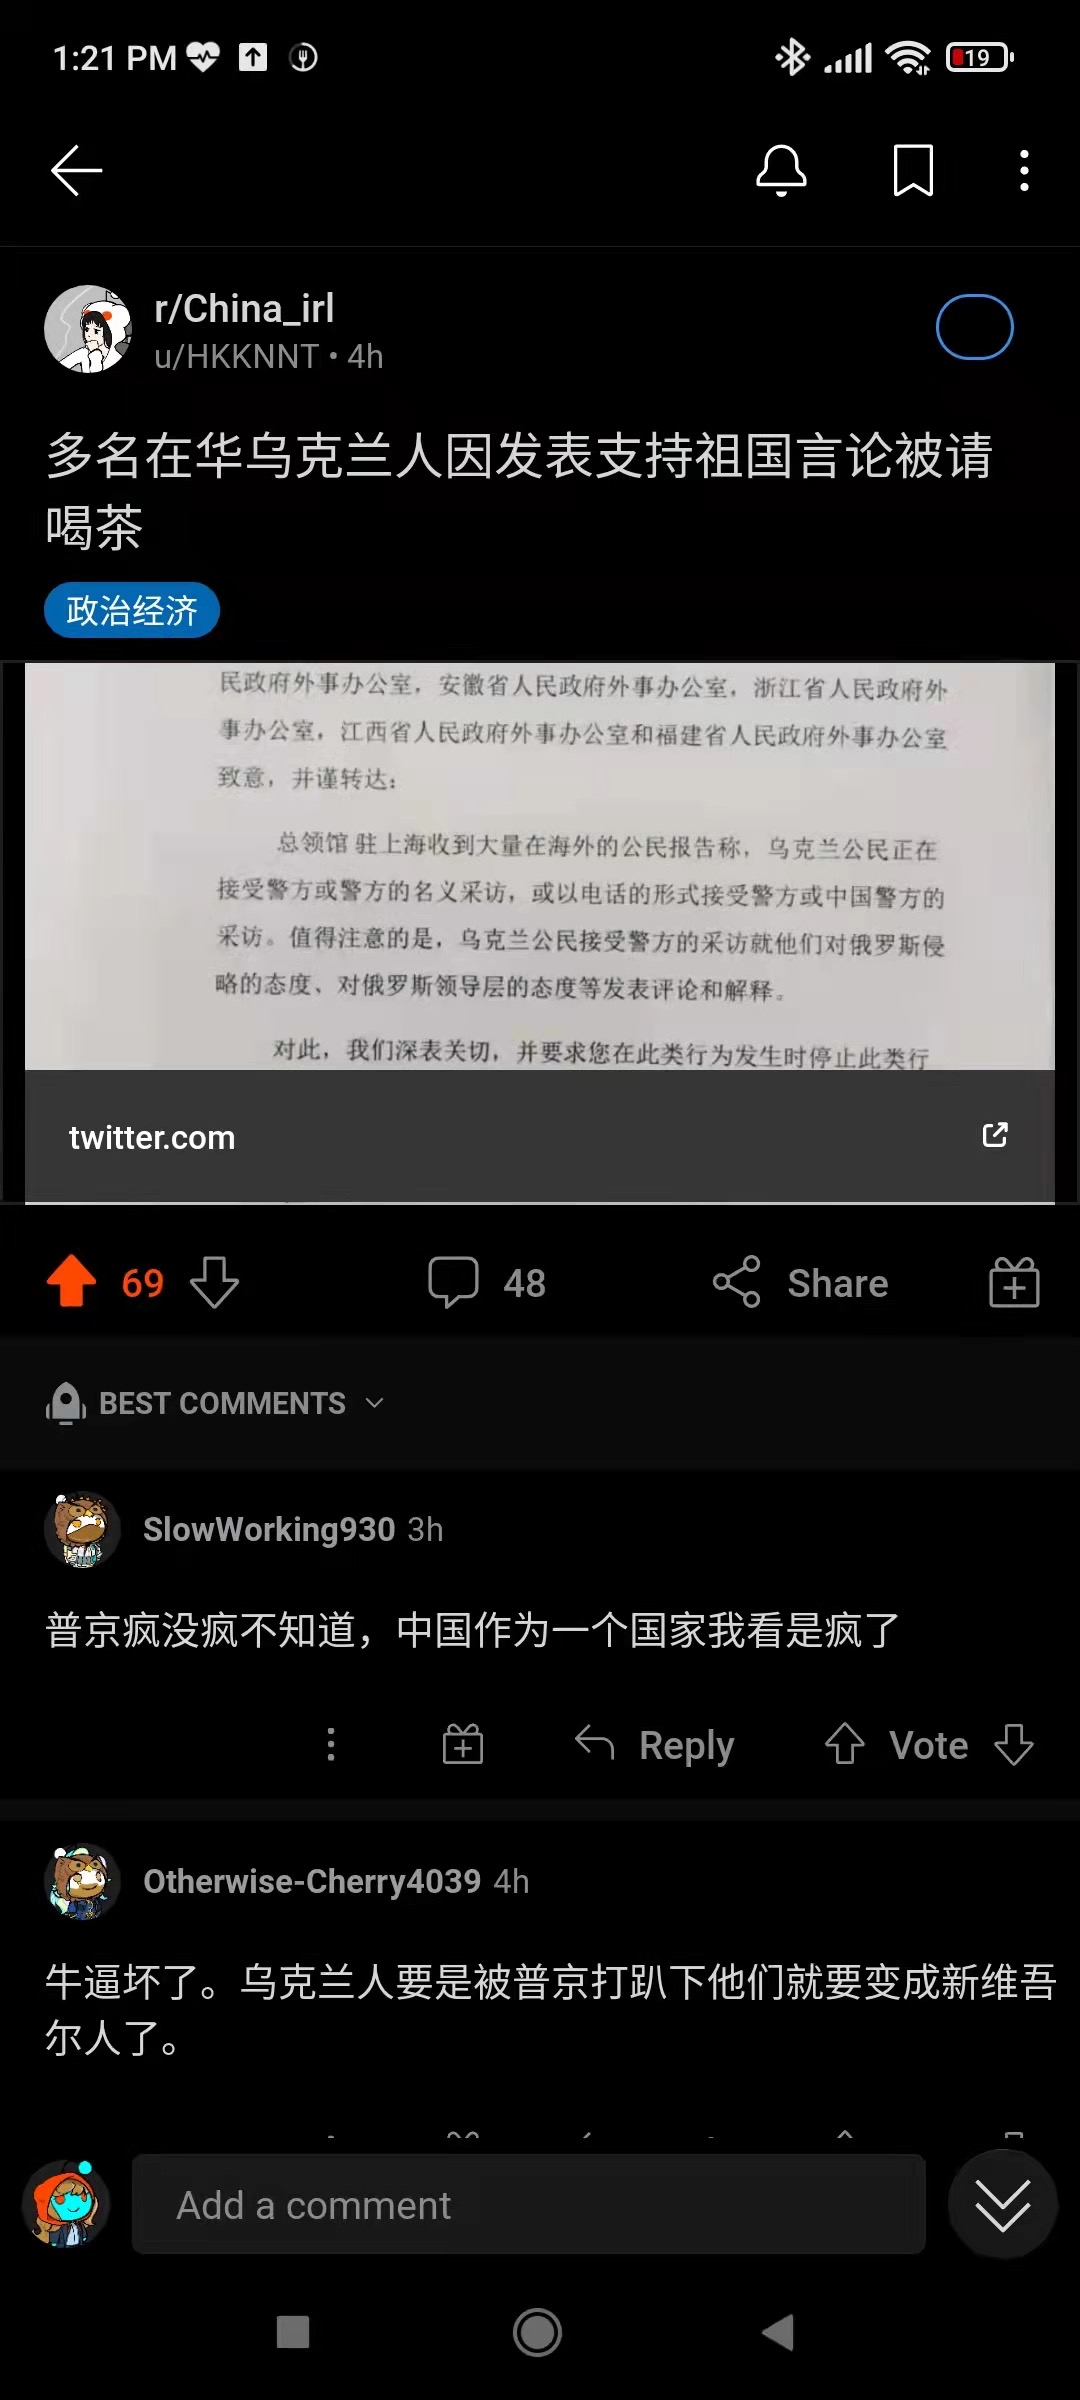 1:21 PM
19
r/China_irl
u/HKKNNT • 4h
多名在华乌克兰人因发表支持祖国言论被请
喝茶
政治经济
民政府外事办公室，安徽省人民政府外事办公室，浙江省人民政府外
事办公室，江西省人民政府外事办公室和福建省人民政府外事办公室
致意，并谨转达：
总领馆 驻上海收到大量在海外的公民报告称，乌克兰公民正在
接受警方或警方的名义采访，或以电话的形式接受警方或中国警方的
采访。值得注意的是，乌克兰公民接受警方的采访就他们对俄罗斯侵
略的态度、对俄罗斯领导层的态度等发表评论和解释。
对此，我们深表关切，并要求您在此类行为发生时停止此类行
twitter.com
69
48
Share
BEST COMMENTS
SlowWorking930 3h
普京疯没疯不知道，中国作为一个国家我看是疯了
Reply
Vote
Otherwise-Cherry4039 4h
牛逼坏了。乌克兰人要是被普京打趴下他们就要变成新维吾
尔人了。
Add a comment